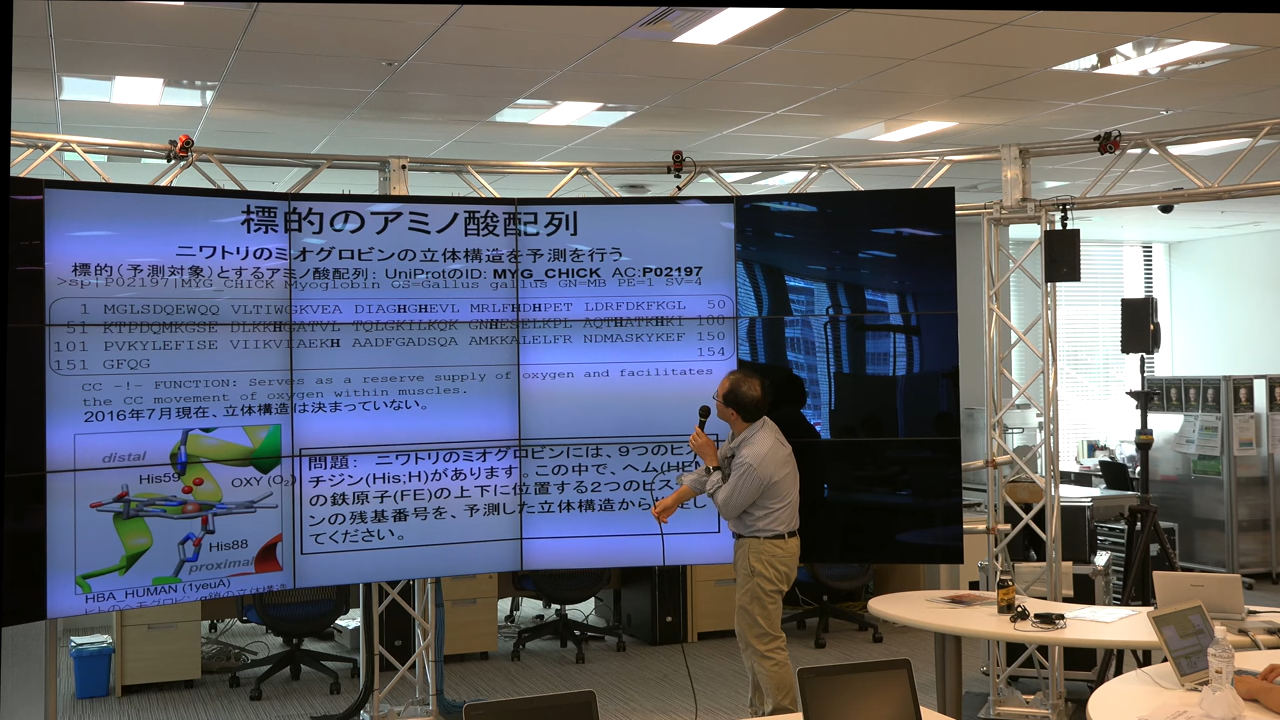 標的のアミノ酸配列
ニワトリのミオグロビンの立体構造を予測を行う
標的(予測対象)とするアミノ酸配列: UniProtのID: MYG_CHICK AC:P02197
>sp|P02197|MYG_CHICK Myoglobin GN=MB PE=1 SV=4
1 MGLSDQEWQQ VLTIWGKVEA DIAGHGHEVL MRLFHDHPET LDRFDKFKGL 50
51 KTPDQMKGSE DLKKHGATVL TQLGKILKQK GNHESELKPL AQTHATKHKI 100
101 PVKYLEFISE VIIKVIAEKH AADFGADSQA AMKKALELFR NDMASKYKEF 150
151 GFQG 154
CC -!- FUNCTION: Serves as a reserve supply of oxygen and facilitates
the CC movement of oxygen within muscles.
2016年7月現在、立体構造は決まっていない。
distal
His59
OXY (O₂)
His88
proximal
HBA_HUMAN (1yeuA)
問題: ニワトリのミオグロビンには、9つのヒス
チジン(His;H)があります。この中で、ヘム(HEM
の鉄原子(FE)の上下に位置する2つのヒス
ンの残基番号を、予測した立体構造から
てください。